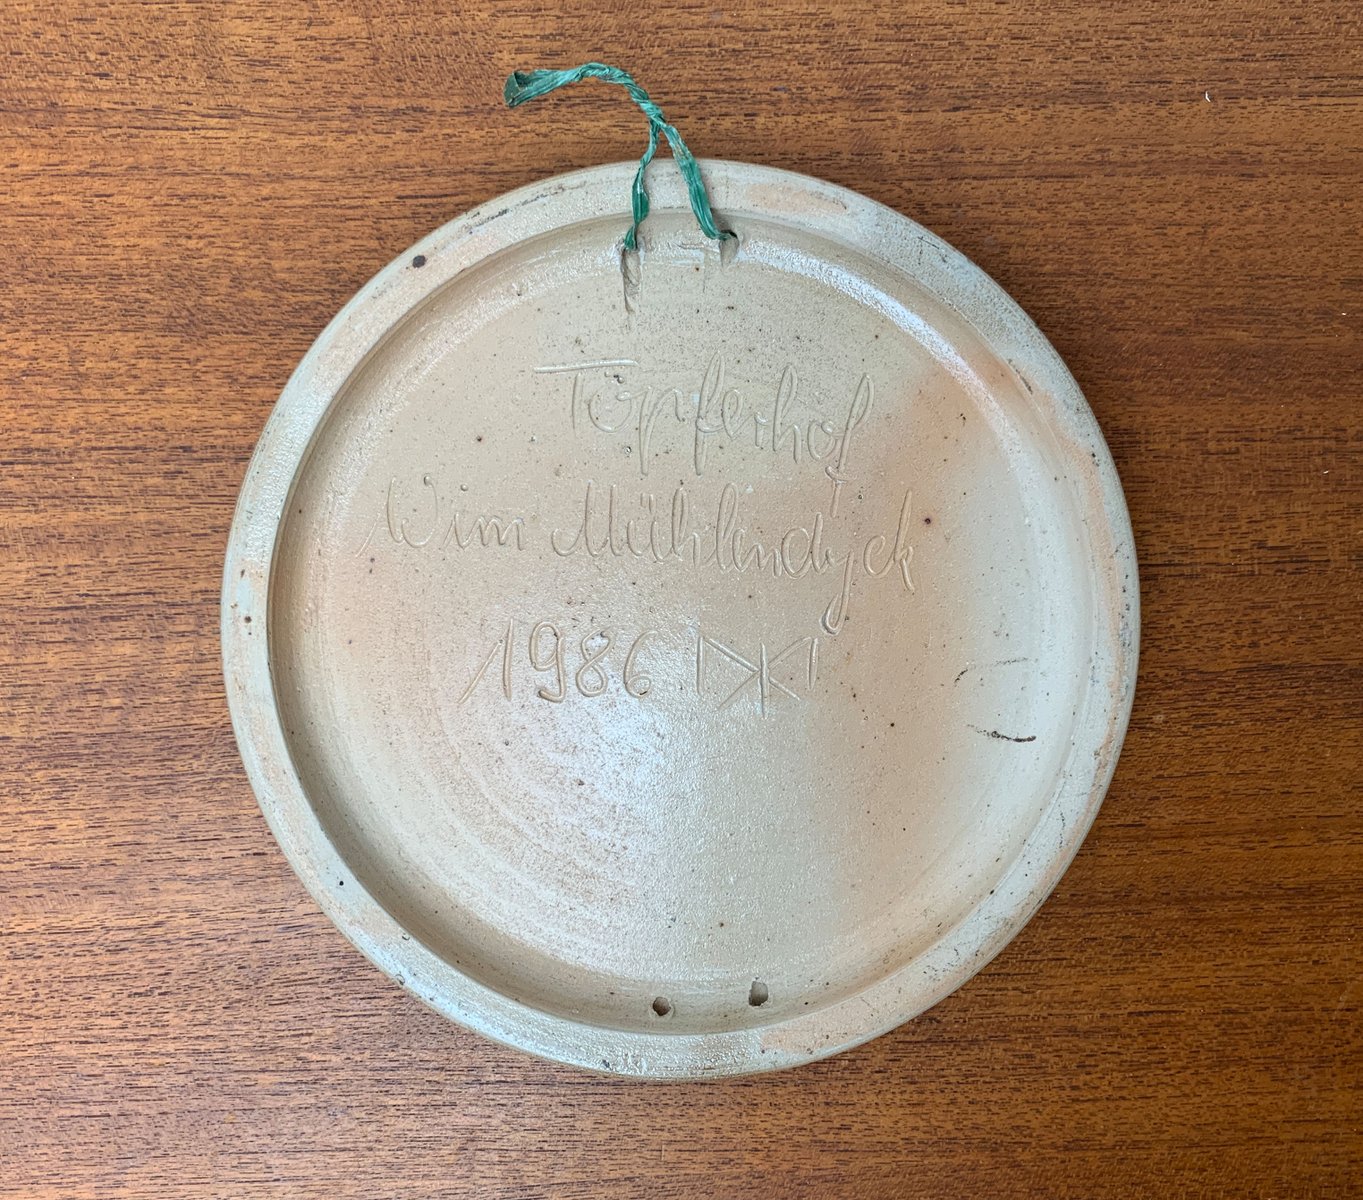 Töpferhof
Wim Mühlendyck
1986